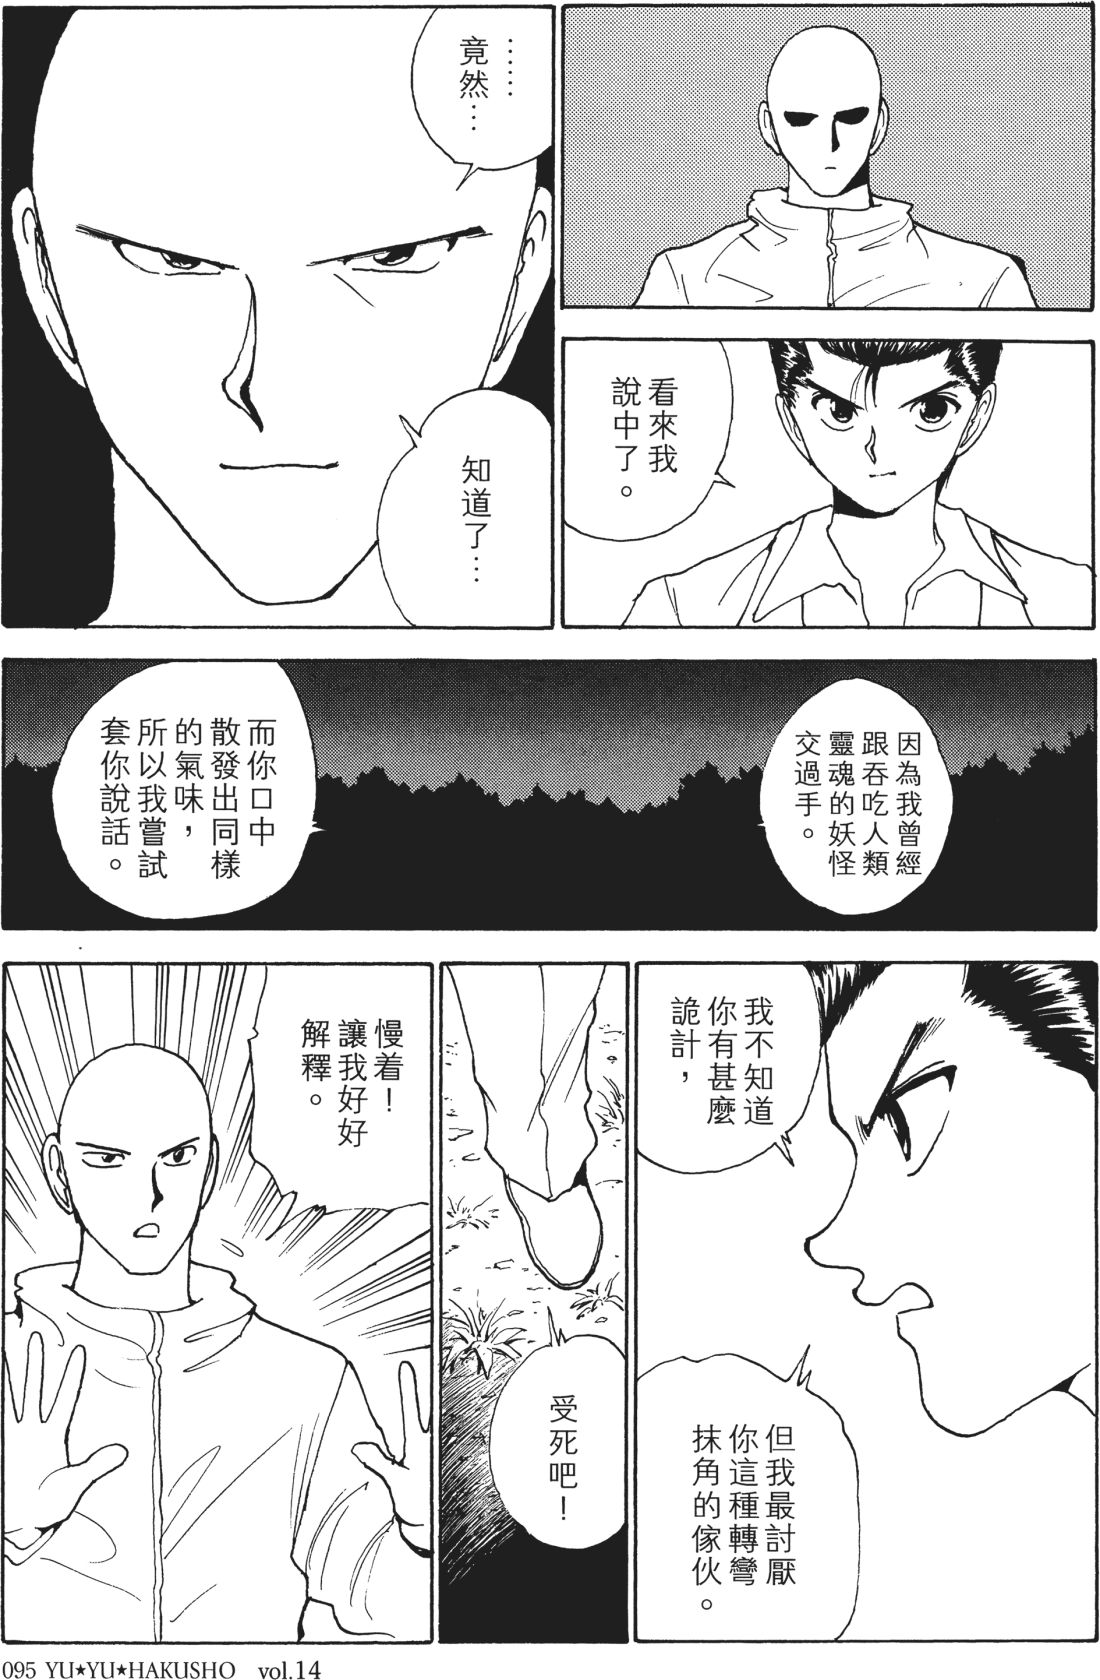 看來我
說中了。
……
竟然…
知道了…
因為我曾經
跟吞吃人類
靈魂的妖怪
交過手。
而你口中
散發出同樣
的氣味，
所以我嘗試
套你說話。
我不知道
你有甚麼
詭計，
但我最討厭
你這種轉彎
抹角的傢伙。
受死吧！
慢着！
讓我好好
解釋。
095 YU★YU★HAKUSHO vol.14